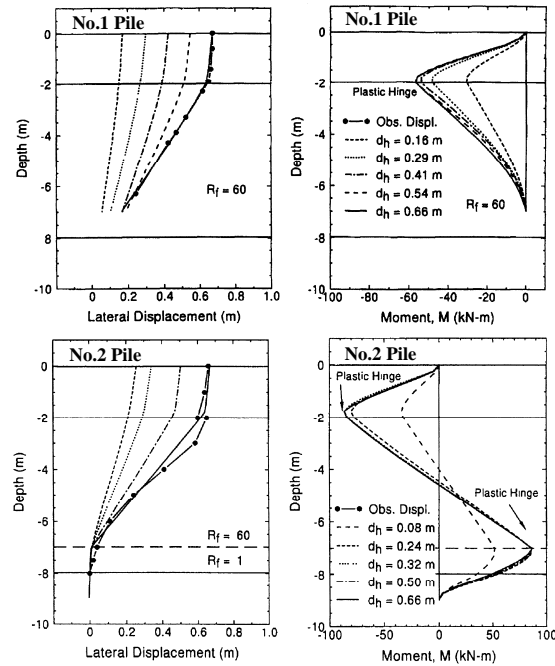 No.1 Pile
0
-2
-4
-6
-8
-10
Depth (m)
R_f = 60
0 0.2 0.4 0.6 0.8 1.0
Lateral Displacement (m)
No.1 Pile
0
2
4
6
8
-10
Depth (m)
Plastic Hinge
Obs. Displ.
d_h = 0.16 m
d_h = 0.29 m
d_h = 0.41 m
d_h = 0.54 m
d_h = 0.66 m
R_f = 60
-100 -80 -60 -40 -20 0
Moment, M (kN-m)
No.2 Pile
0
-2
-4
-6
-8
-10
Depth (m)
R_f = 60
R_f = 1
0 0.2 0.4 0.6 0.8 1.0
Lateral Displacement (m)
No.2 Pile
0
-2
-4
-6
-8
-10
Depth (m)
Plastic Hinge
Plastic Hinge
Obs. Displ.
d_h = 0.08 m
d_h = 0.24 m
d_h = 0.32 m
d_h = 0.50 m
d_h = 0.66 m
-100 -50 0 50 100
Moment, M (kN-m)